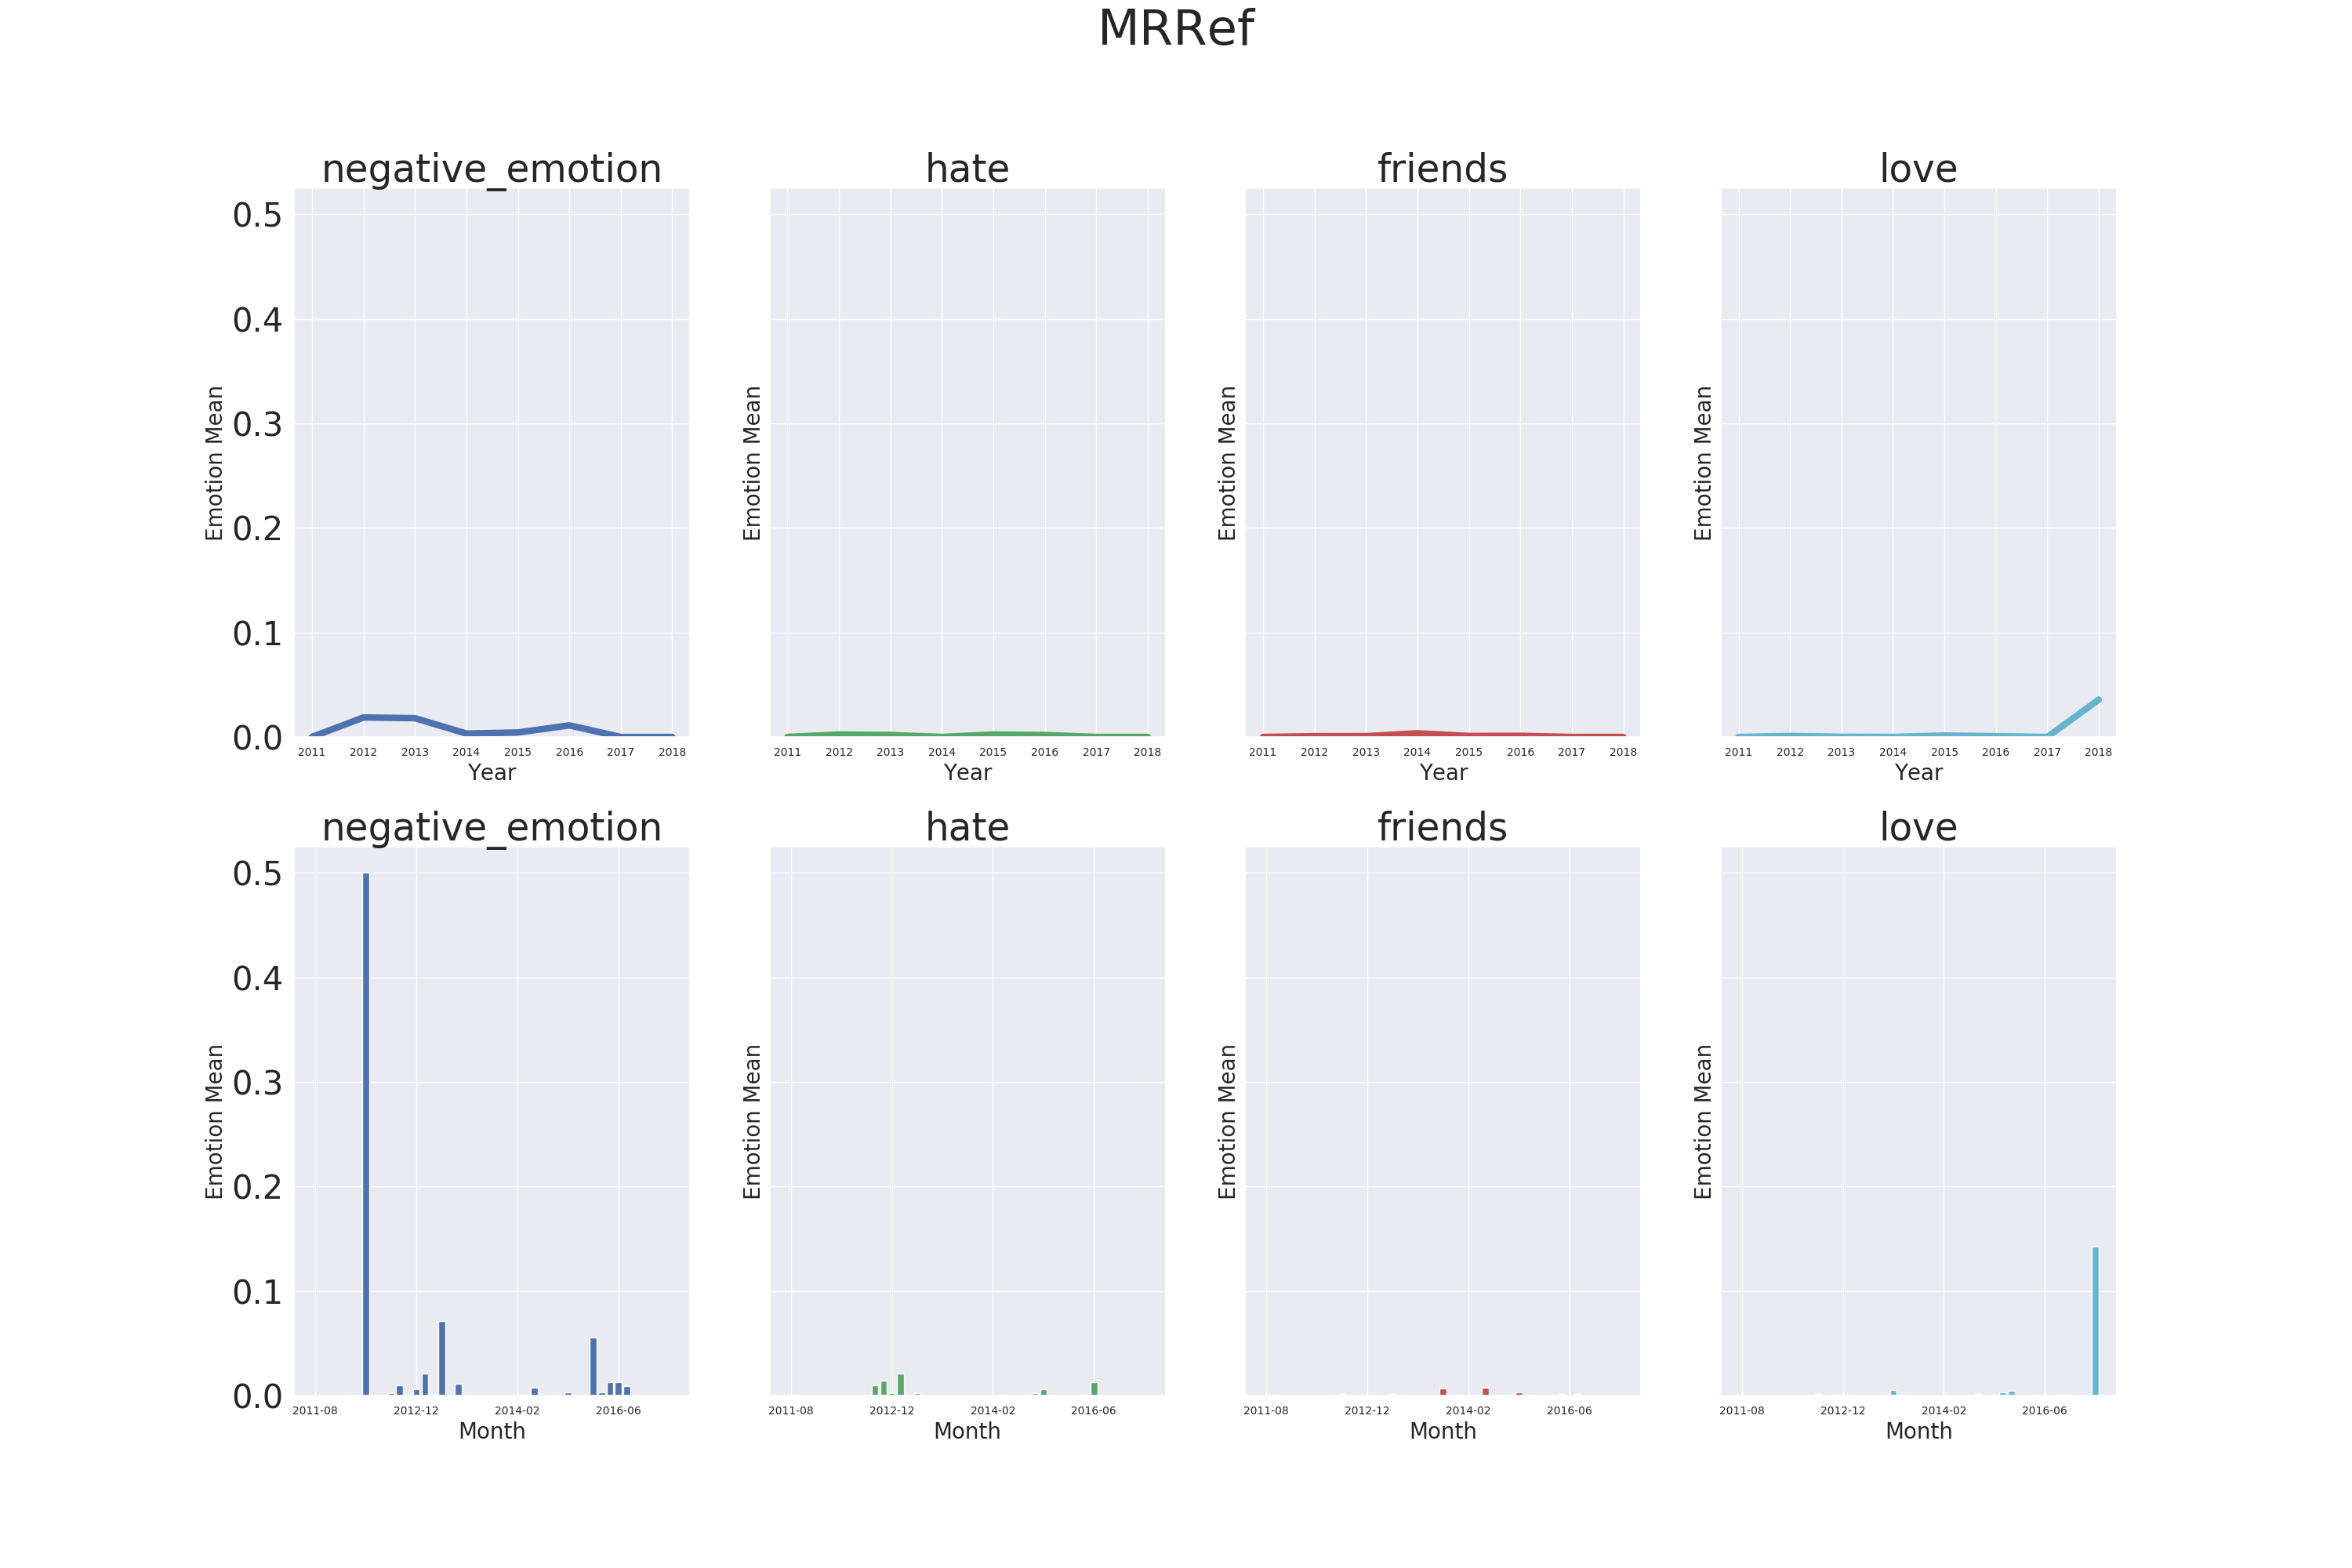 MRRef
negative_emotion hate friends love
0.5
0.4
0.3
0.2
0.1
0.0
Emotion Mean Emotion Mean Emotion Mean Emotion Mean
2011 2012 2013 2014 2015 2016 2017 2018 2011 2012 2013 2014 2015 2016 2017 2018 2011 2012 2013 2014 2015 2016 2017 2018 2011 2012 2013 2014 2015 2016 2017 2018
Year Year Year Year
negative_emotion hate friends love
0.5
0.4
0.3
0.2
0.1
0.0
Emotion Mean Emotion Mean Emotion Mean Emotion Mean
2011-08 2012-12 2014-02 2016-06 2011-08 2012-12 2014-02 2016-06 2011-08 2012-12 2014-02 2016-06 2011-08 2012-12 2014-02 2016-06
Month Month Month Month